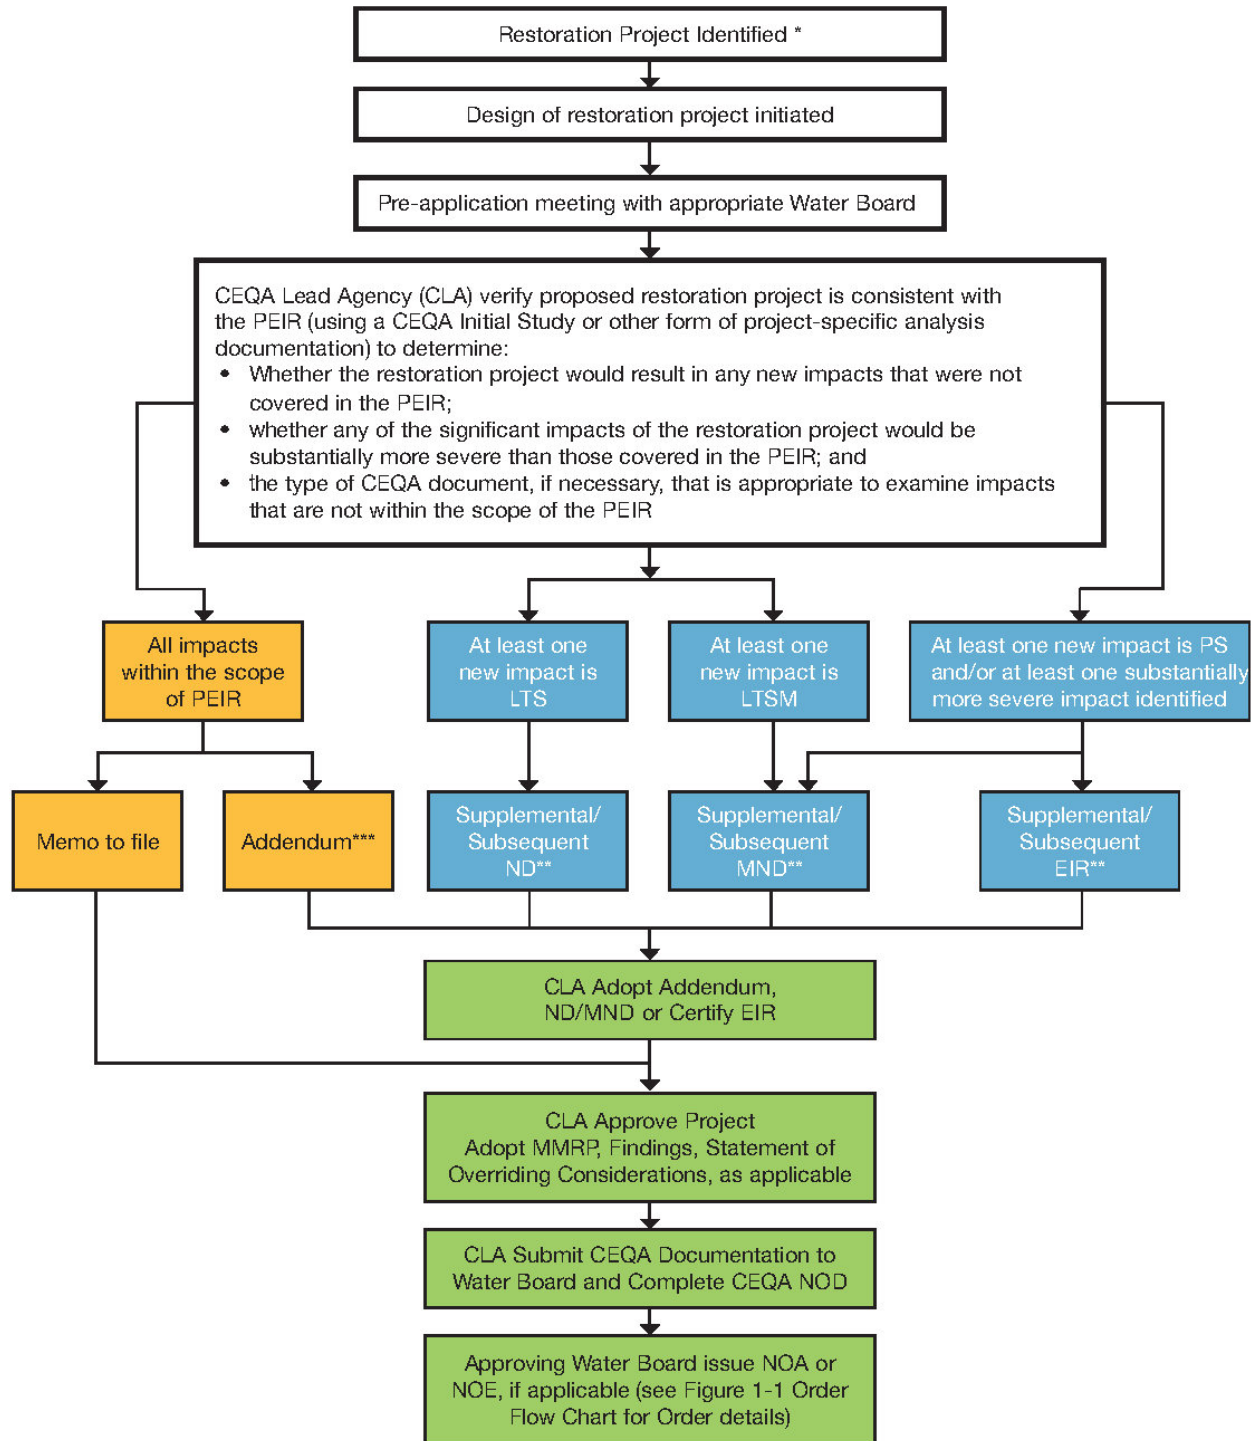 Restoration Project Identified *
Design of restoration project initiated
Pre-application meeting with appropriate Water Board
CEQA Lead Agency (CLA) verify proposed restoration project is consistent with
the PEIR (using a CEQA Initial Study or other form of project-specific analysis
documentation) to determine:
• Whether the restoration project would result in any new impacts that were not
covered in the PEIR;
• whether any of the significant impacts of the restoration project would be
substantially more severe than those covered in the PEIR; and
• the type of CEQA document, if necessary, that is appropriate to examine impacts
that are not within the scope of the PEIR
All impacts
within the scope
of PEIR
At least one
new impact is
LTS
At least one
new impact is
LTSM
At least one new impact is PS
and/or at least one substantially
more severe impact identified
Memo to file
Addendum***
Supplemental/
Subsequent
ND**
Supplemental/
Subsequent
MND**
Supplemental/
Subsequent
EIR**
CLA Adopt Addendum,
ND/MND or Certify EIR
CLA Approve Project
Adopt MMRP, Findings, Statement of
Overriding Considerations, as applicable
CLA Submit CEQA Documentation to
Water Board and Complete CEQA NOD
Approving Water Board issue NOA or
NOE, if applicable (see Figure 1-1 Order
Flow Chart for Order details)